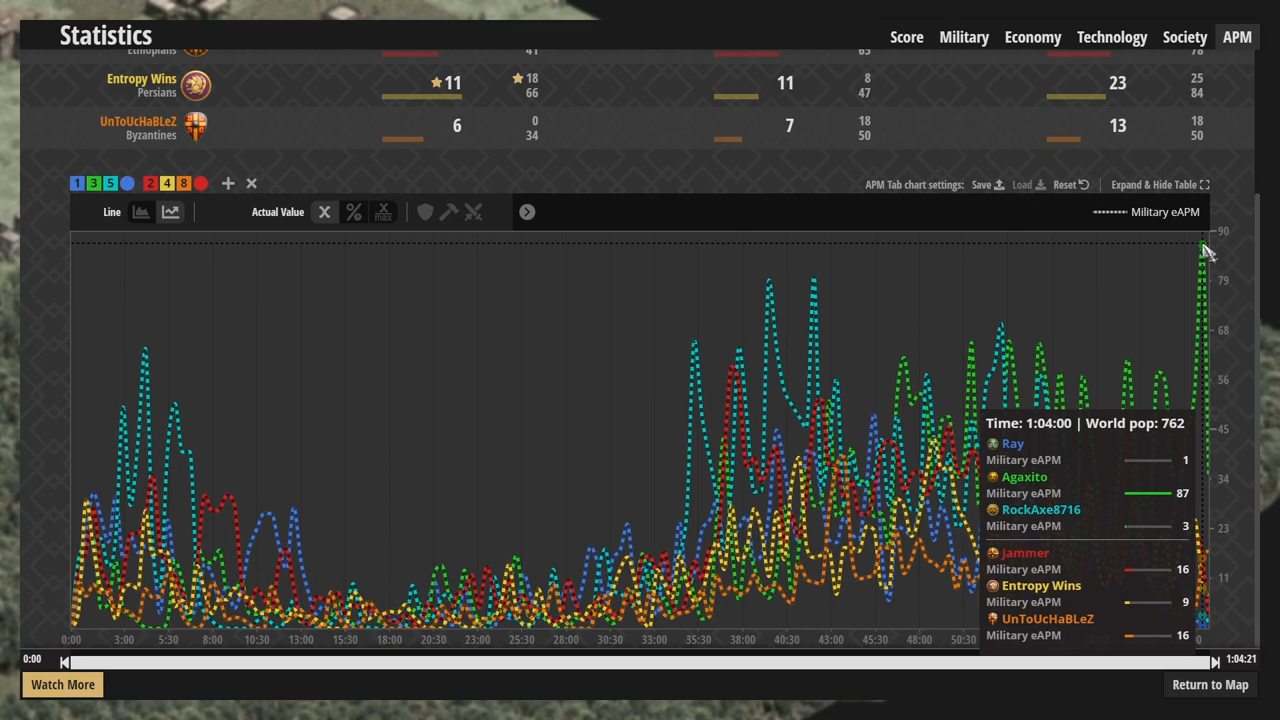 Statistics
Score Military Economy Technology Society APM
Ethiopians 41 65 78
Entropy Wins 11 18 11 8 23 25
Persians 66 47 84
UnToUcHaBLeZ 6 0 7 18 13 18
Byzantines 34 50 50
1 3 5 2 4 8
APM Tab chart settings: Save Load Reset Expand & Hide Table
Line Actual Value X % X max Military eAPM
90
79
68
56
45
34
23
11
Time: 1:04:00 | World pop: 762
Ray
Military eAPM 1
Agaxito
Military eAPM 87
RockAxe8716
Military eAPM 3
Jammer
Military eAPM 16
Entropy Wins
Military eAPM 9
UnToUcHaBLeZ
Military eAPM 16
0:00 3:00 5:30 8:00 10:30 13:00 15:30 18:00 20:30 23:00 25:30 28:00 30:30 33:00 35:30 38:00 40:30 43:00 45:30 48:00 50:30
0:00 1:04:21
Watch More Return to Map